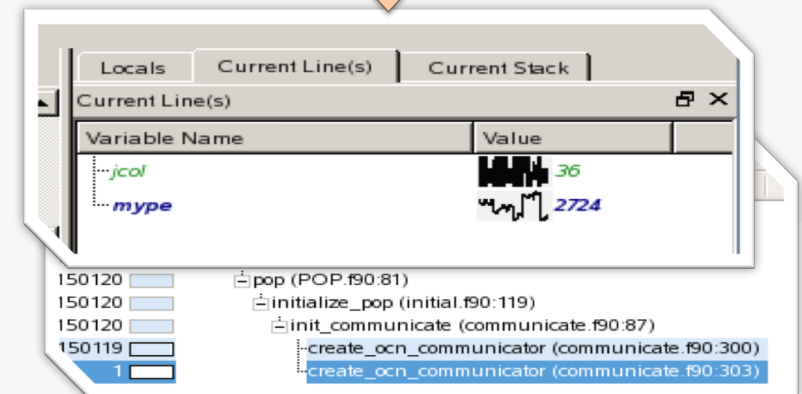 Locals Current Line(s) Current Stack
Current Line(s)
Variable Name Value
jcol 36
mype 2724
150120 pop (POP.f90:81)
150120 initialize_pop (initial.f90:119)
150120 init_communicate (communicate.f90:87)
150119 create_ocn_communicator (communicate.f90:300)
1 create_ocn_communicator (communicate.f90:303)